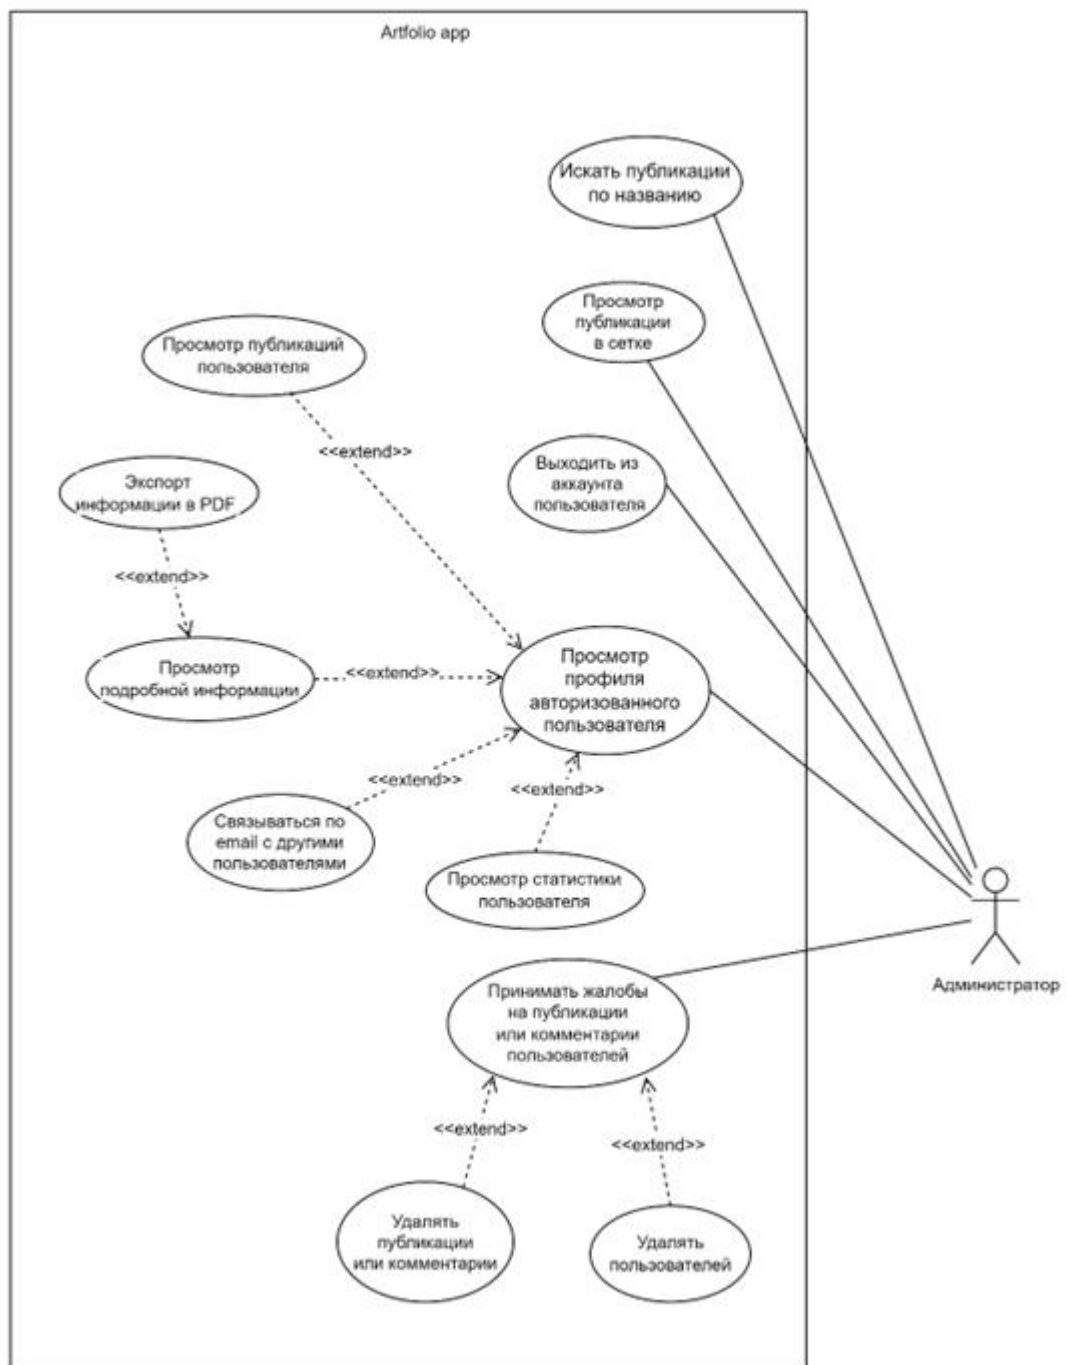 Artfolio app
Искать публикации
по названию
Просмотр
публикации
в сетке
Просмотр публикаций
пользователя
<<extend>>
Выходить из
аккаунта
пользователя
Экспорт
информации в PDF
<<extend>>
Просмотр
подробной информации
<<extend>>
Просмотр
профиля
авторизованного
пользователя
<<extend>>
<<extend>>
Связываться по
email с другими
пользователями
Просмотр статистики
пользователя
Администратор
Принимать жалобы
на публикации
или комментарии
пользователей
<<extend>>
<<extend>>
Удалять
публикации
или комментарии
Удалять
пользователей